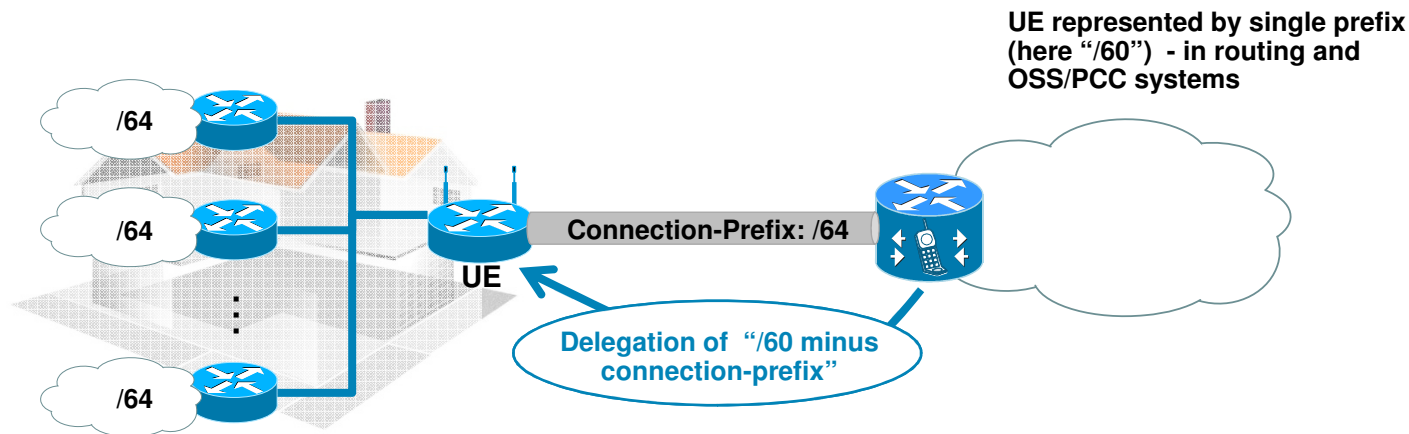 UE represented by single prefix
(here “/60”) - in routing and
OSS/PCC systems
/64
/64
Connection-Prefix: /64
UE
⋮
Delegation of “/60 minus
connection-prefix”
/64